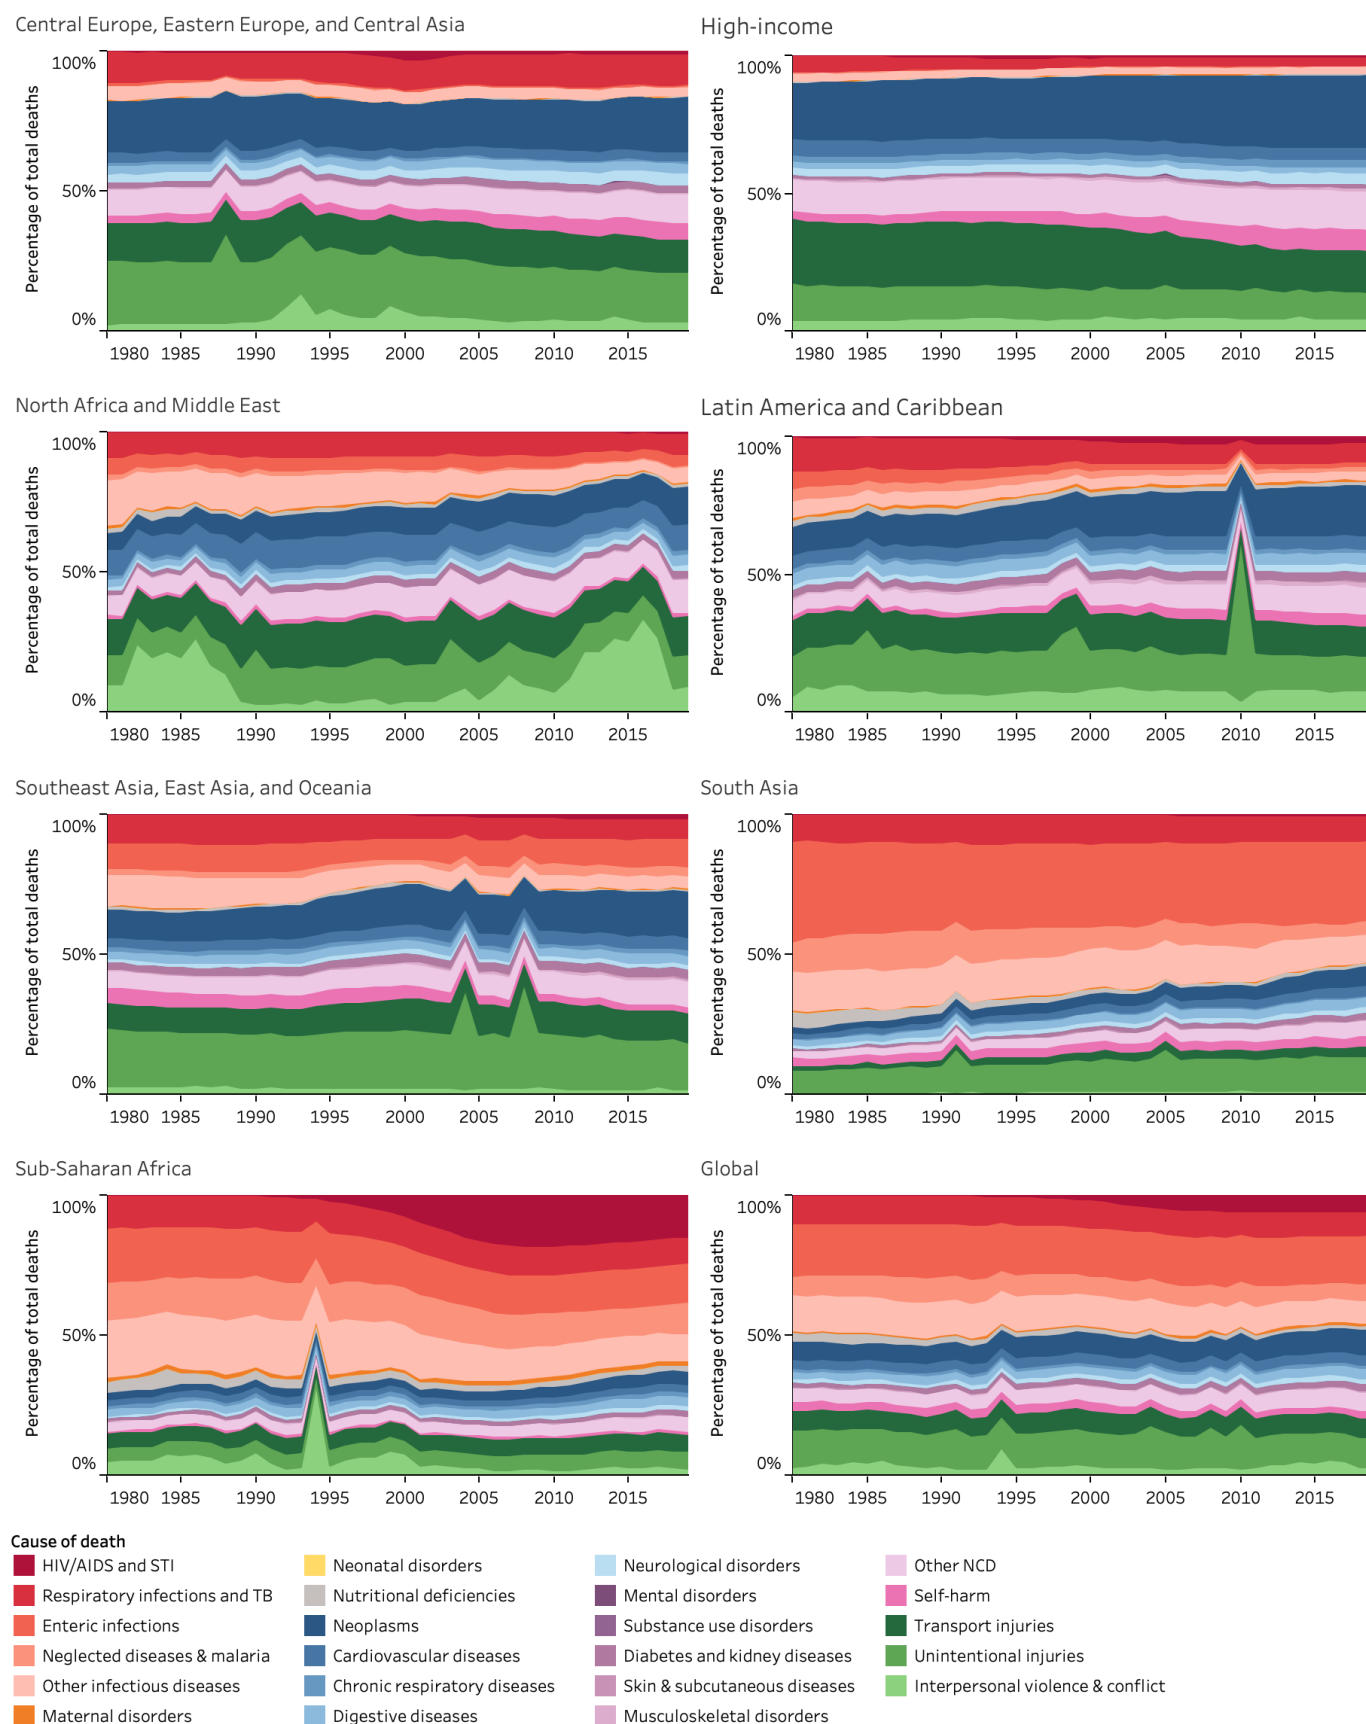 Central Europe, Eastern Europe, and Central Asia
High-income
Percentage of total deaths
100%
50%
0%
1980 1985 1990 1995 2000 2005 2010 2015
Percentage of total deaths
100%
50%
0%
1980 1985 1990 1995 2000 2005 2010 2015
North Africa and Middle East
Latin America and Caribbean
Percentage of total deaths
100%
50%
0%
1980 1985 1990 1995 2000 2005 2010 2015
Percentage of total deaths
100%
50%
0%
1980 1985 1990 1995 2000 2005 2010 2015
Southeast Asia, East Asia, and Oceania
South Asia
Percentage of total deaths
100%
50%
0%
1980 1985 1990 1995 2000 2005 2010 2015
Percentage of total deaths
100%
50%
0%
1980 1985 1990 1995 2000 2005 2010 2015
Sub-Saharan Africa
Global
Percentage of total deaths
100%
50%
0%
1980 1985 1990 1995 2000 2005 2010 2015
Percentage of total deaths
100%
50%
0%
1980 1985 1990 1995 2000 2005 2010 2015
Cause of death
HIV/AIDS and STI
Respiratory infections and TB
Enteric infections
Neglected diseases & malaria
Other infectious diseases
Maternal disorders
Neonatal disorders
Nutritional deficiencies
Neoplasms
Cardiovascular diseases
Chronic respiratory diseases
Digestive diseases
Neurological disorders
Mental disorders
Substance use disorders
Diabetes and kidney diseases
Skin & subcutaneous diseases
Musculoskeletal disorders
Other NCD
Self-harm
Transport injuries
Unintentional injuries
Interpersonal violence & conflict